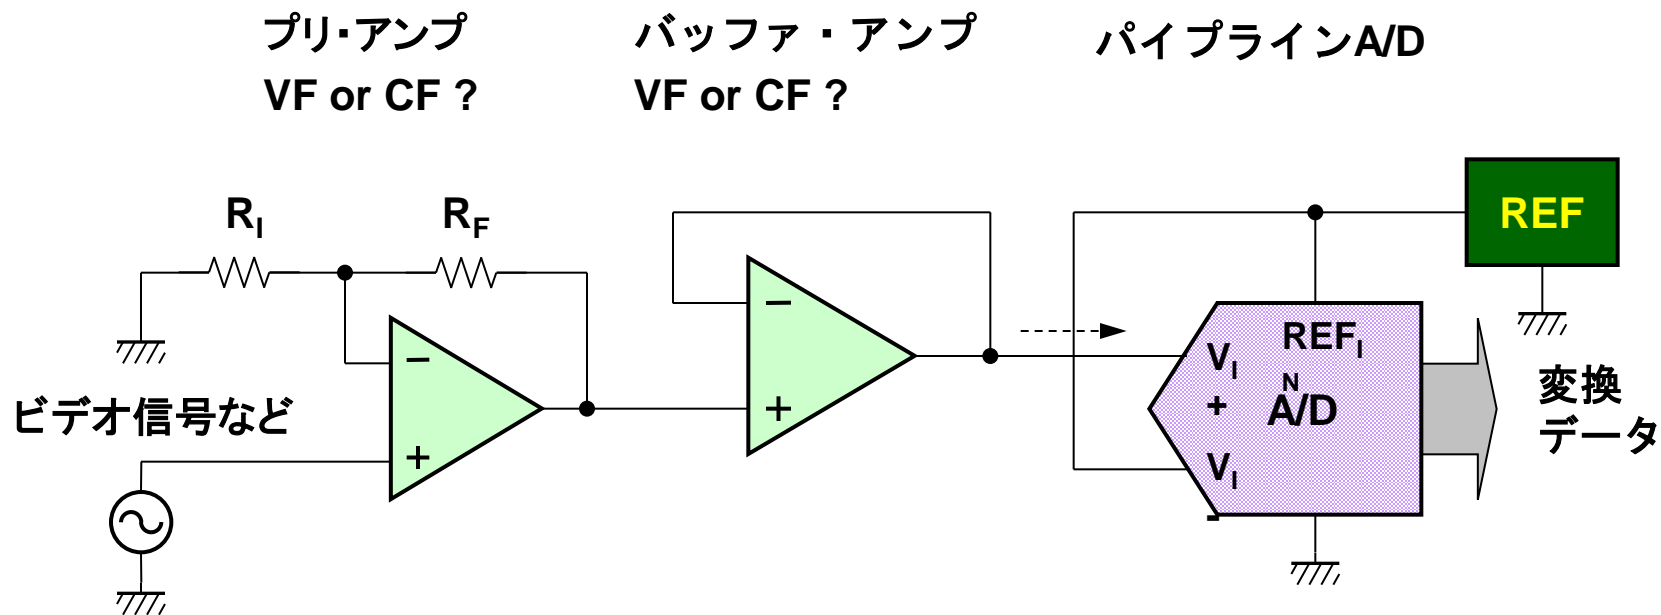 プリ・アンプ
VF or CF ?
バッファ・アンプ
VF or CF ?
パイプラインA/D
RI
RF
REF
−
+
−
+
ビデオ信号など
REFI
N
VI
+
A/D
VI
-
変換
データ